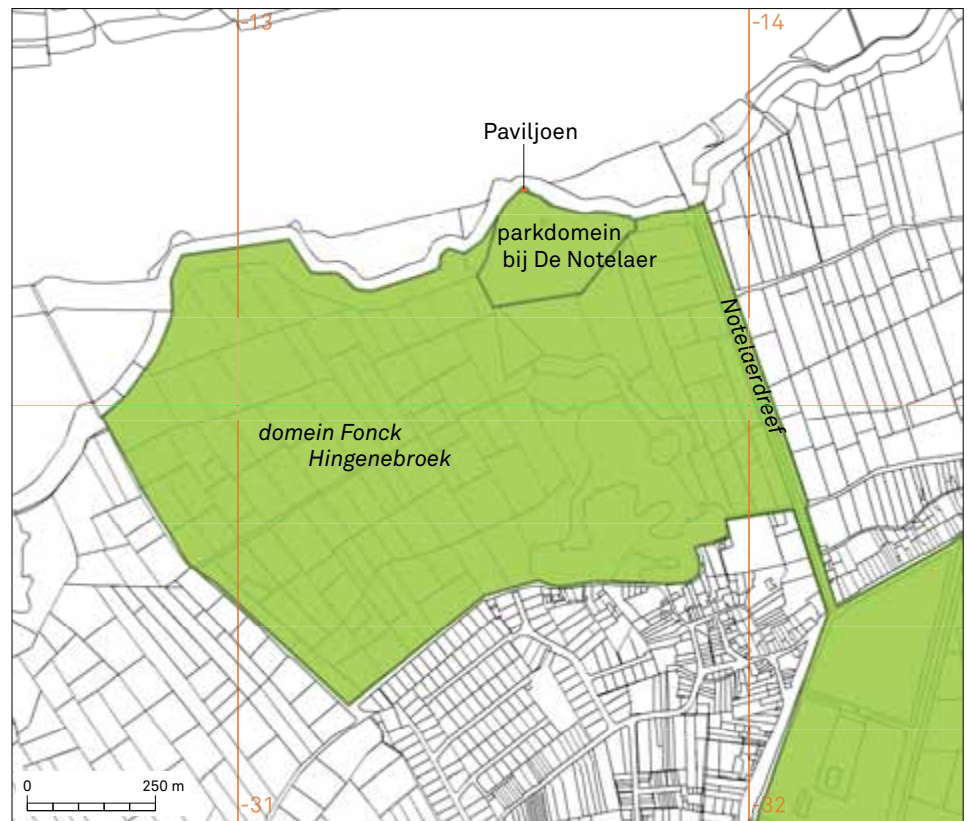 -13
-14
Paviljoen
parkdomein
bij De Notelaer
Notelaerdreef
domein Fonck
Hingenebroek
0
250 m
-31
-32